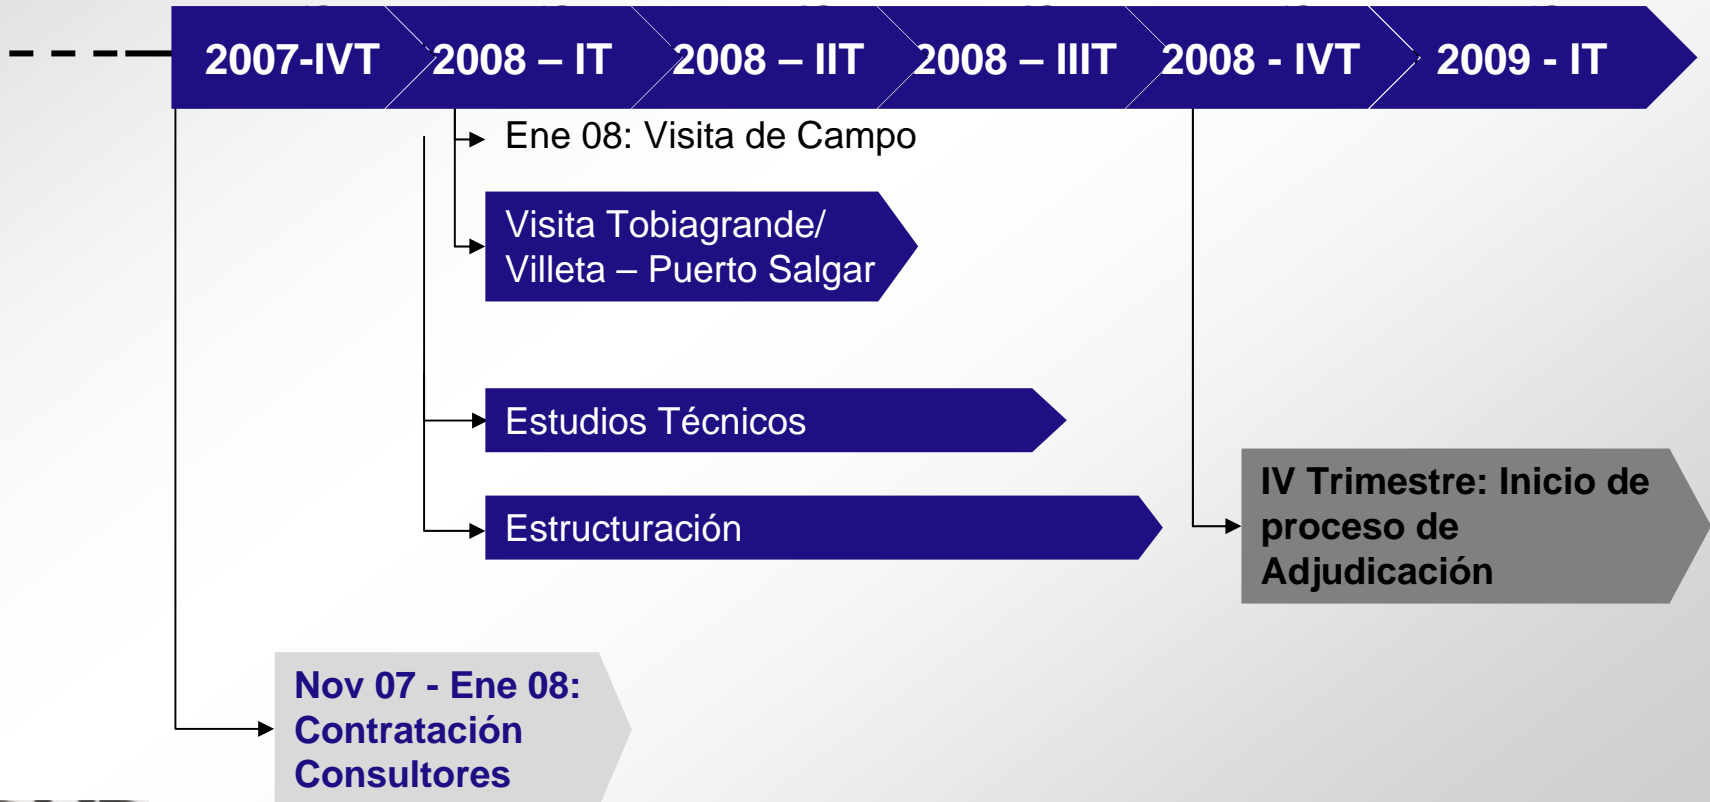 2007-IVT 2008 – IT 2008 – IIT 2008 – IIIT 2008 - IVT 2009 - IT
Ene 08: Visita de Campo
Visita Tobiagrande/
Villeta – Puerto Salgar
Estudios Técnicos
Estructuración
IV Trimestre: Inicio de
proceso de
Adjudicación
Nov 07 - Ene 08:
Contratación
Consultores